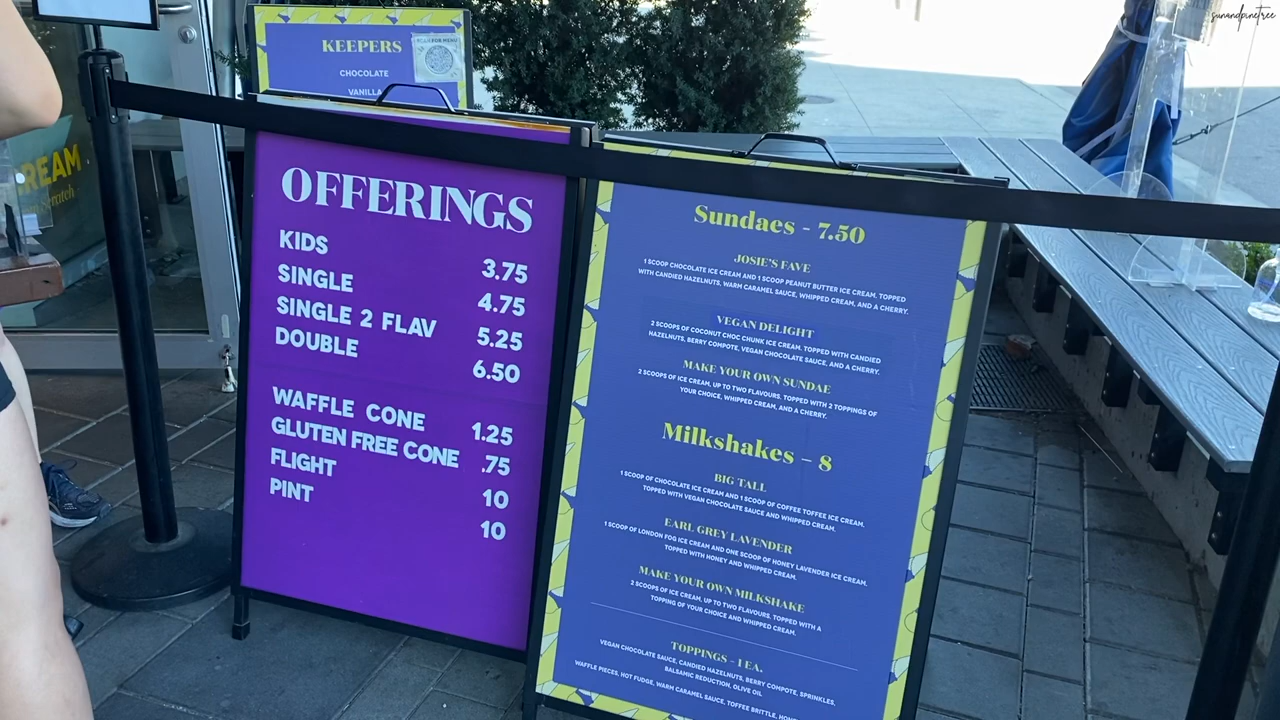 sunandpinetree
KEEPERS
SCAN FOR MENU
CHOCOLATE
VANILLA
REAM
Scratch
OFFERINGS
KIDS 3.75
SINGLE 4.75
SINGLE 2 FLAV 5.25
DOUBLE 6.50
WAFFLE CONE 1.25
GLUTEN FREE CONE .75
FLIGHT 10
PINT 10
Sundaes - 7.50
JOSIE'S FAVE
1 SCOOP CHOCOLATE ICE CREAM AND 1 SCOOP PEANUT BUTTER ICE CREAM. TOPPED
WITH CANDIED HAZELNUTS, WARM CARAMEL SAUCE, WHIPPED CREAM, AND A CHERRY.
VEGAN DELIGHT
2 SCOOPS OF COCONUT CHOC CHUNK ICE CREAM. TOPPED WITH CANDIED
HAZELNUTS, BERRY COMPOTE, VEGAN CHOCOLATE SAUCE, AND A CHERRY.
MAKE YOUR OWN SUNDAE
2 SCOOPS OF ICE CREAM, UP TO TWO FLAVOURS. TOPPED WITH 2 TOPPINGS OF
YOUR CHOICE, WHIPPED CREAM, AND A CHERRY.
Milkshakes - 8
BIG TALL
1 SCOOP OF CHOCOLATE ICE CREAM AND 1 SCOOP OF COFFEE TOFFEE ICE CREAM.
TOPPED WITH VEGAN CHOCOLATE SAUCE AND WHIPPED CREAM.
EARL GREY LAVENDER
1 SCOOP OF LONDON FOG ICE CREAM AND ONE SCOOP OF HONEY LAVENDER ICE CREAM.
TOPPED WITH HONEY AND WHIPPED CREAM.
MAKE YOUR OWN MILKSHAKE
2 SCOOPS OF ICE CREAM, UP TO TWO FLAVOURS. TOPPED WITH A
TOPPING OF YOUR CHOICE AND WHIPPED CREAM.
TOPPINGS - 1 EA.
VEGAN CHOCOLATE SAUCE, CANDIED HAZELNUTS, BERRY COMPOTE, SPRINKLES,
BALSAMIC REDUCTION, OLIVE OIL
WAFFLE PIECES, HOT FUDGE, WARM CARAMEL SAUCE, TOFFEE BRITTLE,